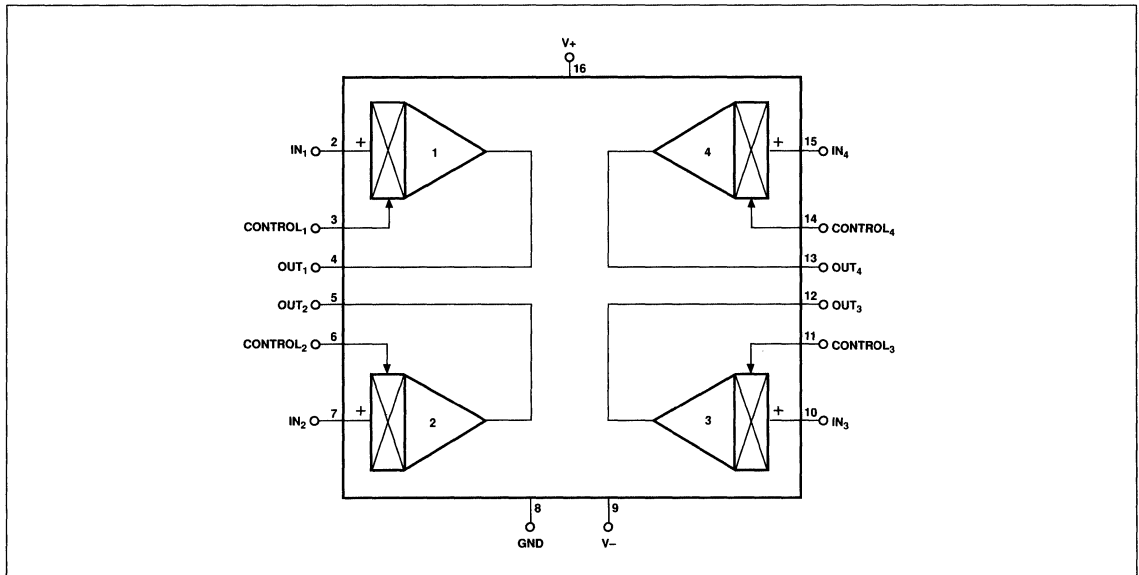 V+
16
IN₁ 2 + 1 4 + 15 IN₄
CONTROL₁ 3 14 CONTROL₄
OUT₁ 4 13 OUT₄
OUT₂ 5 12 OUT₃
CONTROL₂ 6 11 CONTROL₃
IN₂ 7 + 2 3 + 10 IN₃
8 9
GND V–